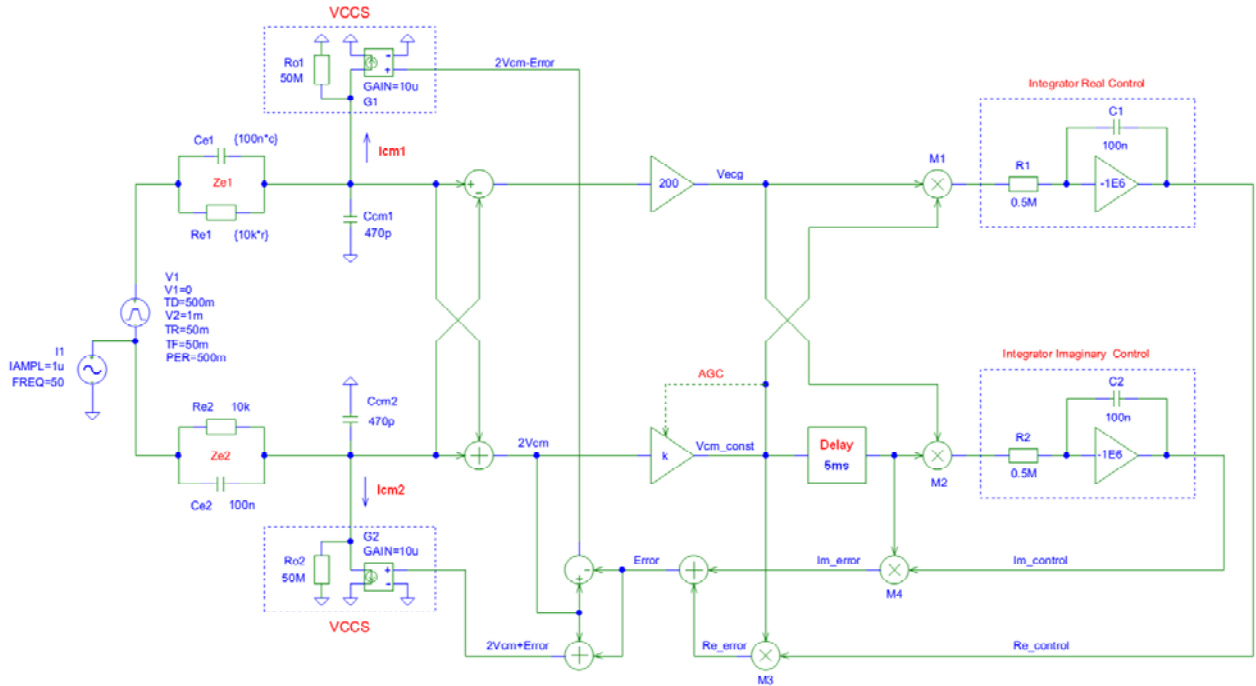 VCCS
Ro1
50M
GAIN=10u
G1
2Vcm-Error
Integrator Real Control
C1
100n
Ce1
{100n*c}
Icm1
Ze1
Re1
{10k*r}
Ccm1
470p
+
-
200
Vecg
M1
R1
0.5M
-1E6
V1
V1=0
TD=500m
V2=1m
TR=50m
TF=50m
PER=500m
I1
IAMPL=1u
FREQ=50
Re2
10k
Ze2
Ce2
100n
Ccm2
470p
AGC
Integrator Imaginary Control
C2
100n
2Vcm
k
Vcm_const
Delay
5ms
M2
R2
0.5M
-1E6
Icm2
G2
GAIN=10u
Ro2
50M
VCCS
-
+
Error
Im_error
M4
Im_control
2Vcm+Error
Re_error
M3
Re_control